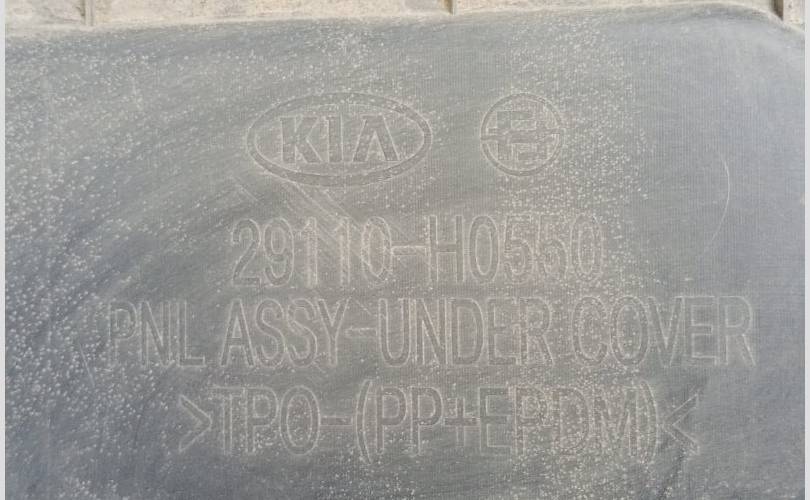 KIA
29110-H0550
PNL ASSY-UNDER COVER
>TPO-(PP+EPDM)<